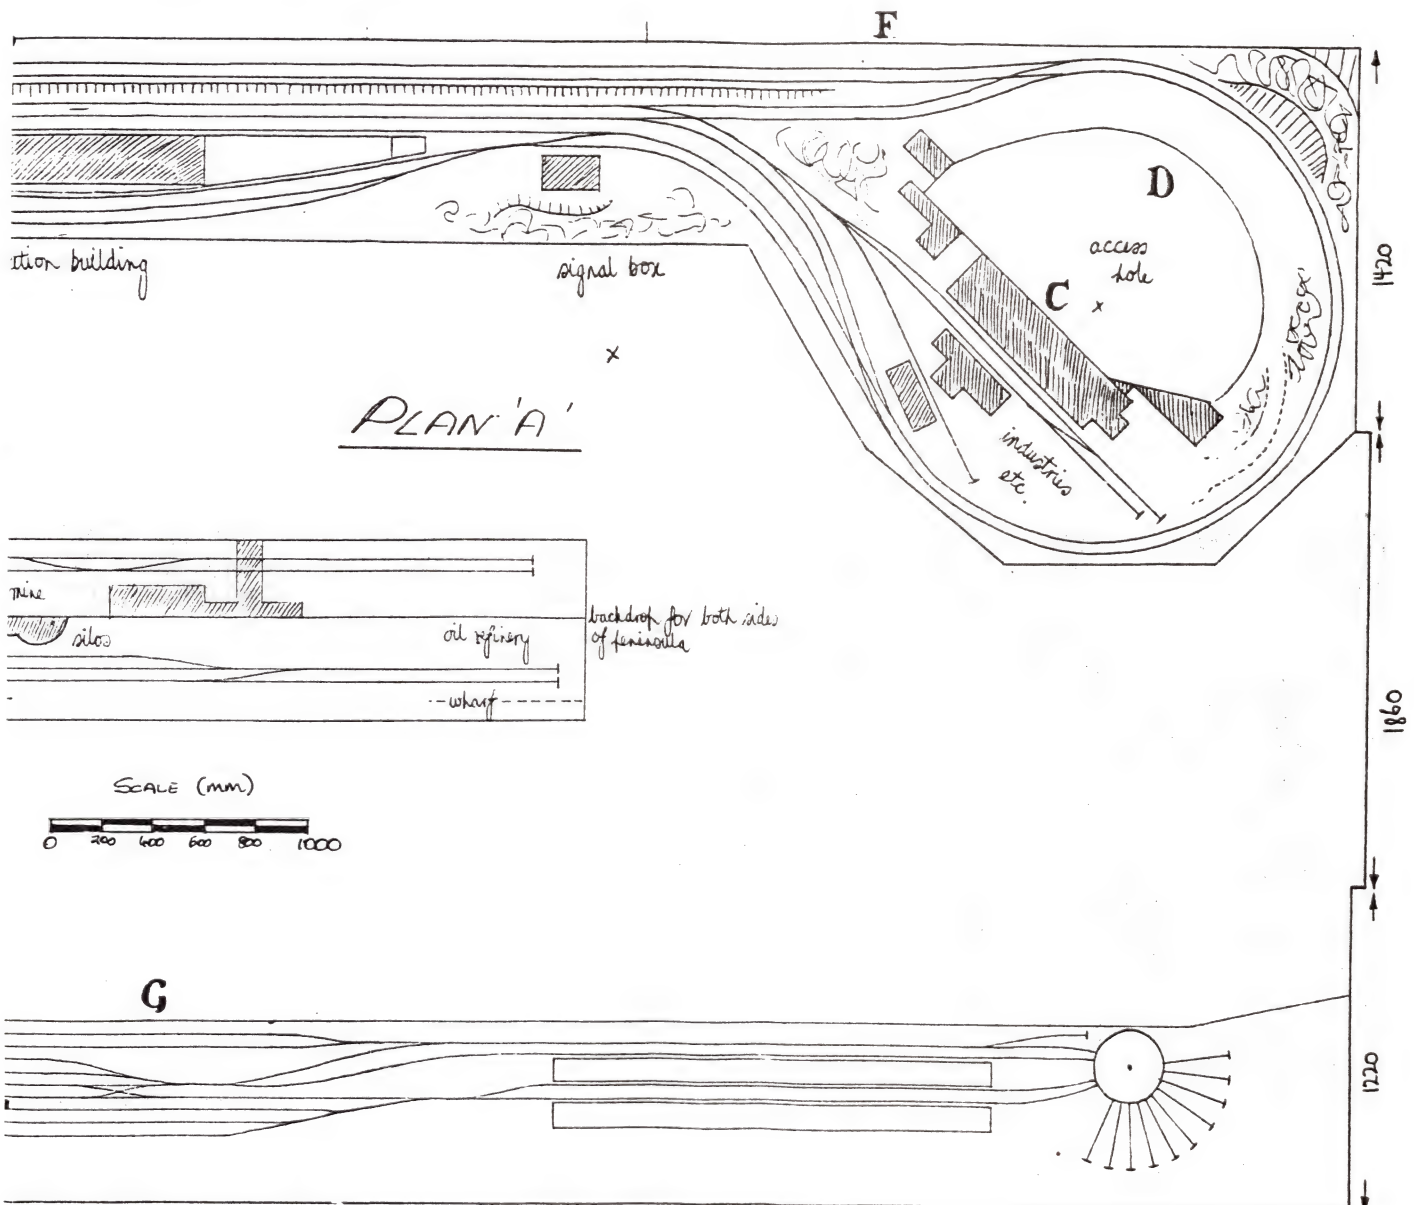 F
D
access
hole
C
x
1420
ction building
signal box
x
PLAN 'A'
industries
etc.
mine
silos
oil refinery
backdrop for both sides
of peninsula
wharf
1860
SCALE (mm)
0 200 400 600 800 1000
G
1220